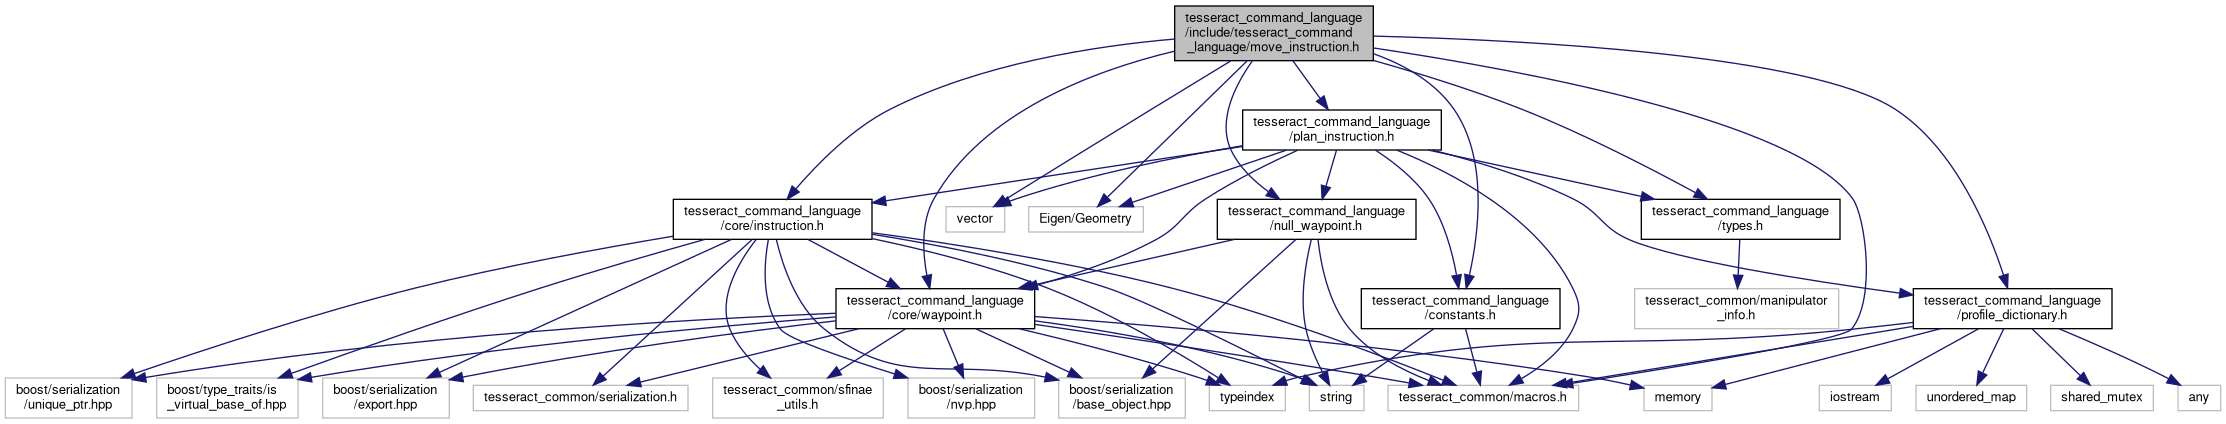 tesseract_command_language
/include/tesseract_command
_language/move_instruction.h
tesseract_command_language
/plan_instruction.h
tesseract_command_language
/core/instruction.h
vector
Eigen/Geometry
tesseract_command_language
/null_waypoint.h
tesseract_command_language
/types.h
tesseract_command_language
/core/waypoint.h
tesseract_command_language
/constants.h
tesseract_common/manipulator
_info.h
tesseract_command_language
/profile_dictionary.h
boost/serialization
/unique_ptr.hpp
boost/type_traits/is
_virtual_base_of.hpp
boost/serialization
/export.hpp
tesseract_common/serialization.h
tesseract_common/sfinae
_utils.h
boost/serialization
/nvp.hpp
boost/serialization
/base_object.hpp
typeindex
string
tesseract_common/macros.h
memory
iostream
unordered_map
shared_mutex
any